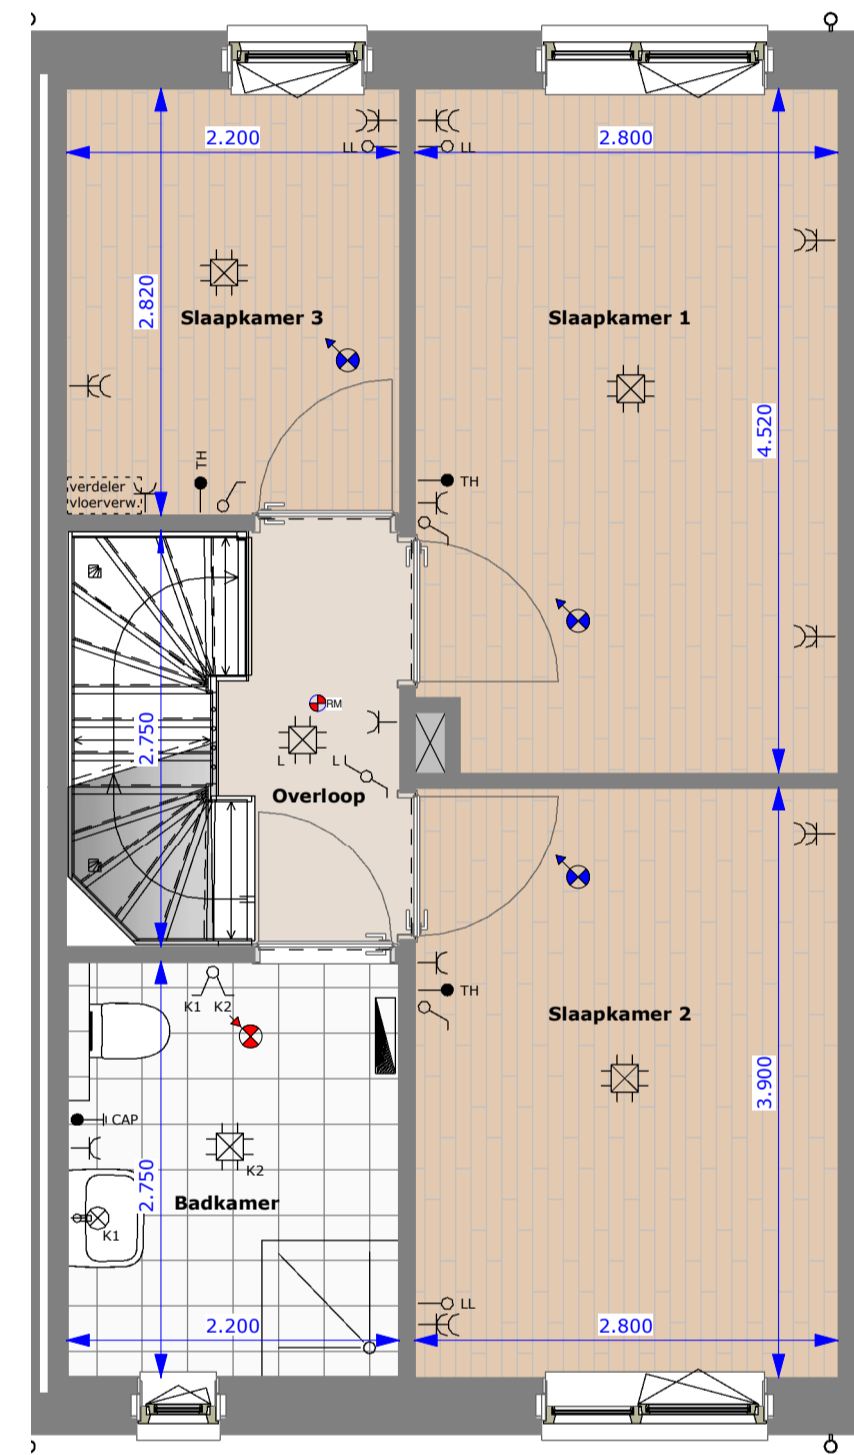 2.200
2.800
LL
LL
2.820
Slaapkamer 3
Slaapkamer 1
4.520
TH
TH
verdeler
vloerverw.
2.750
RM
L
L
Overloop
K1 K2
TH
Slaapkamer 2
3.900
CAP
K2
2.750
Badkamer
K1
LL
2.200
2.800